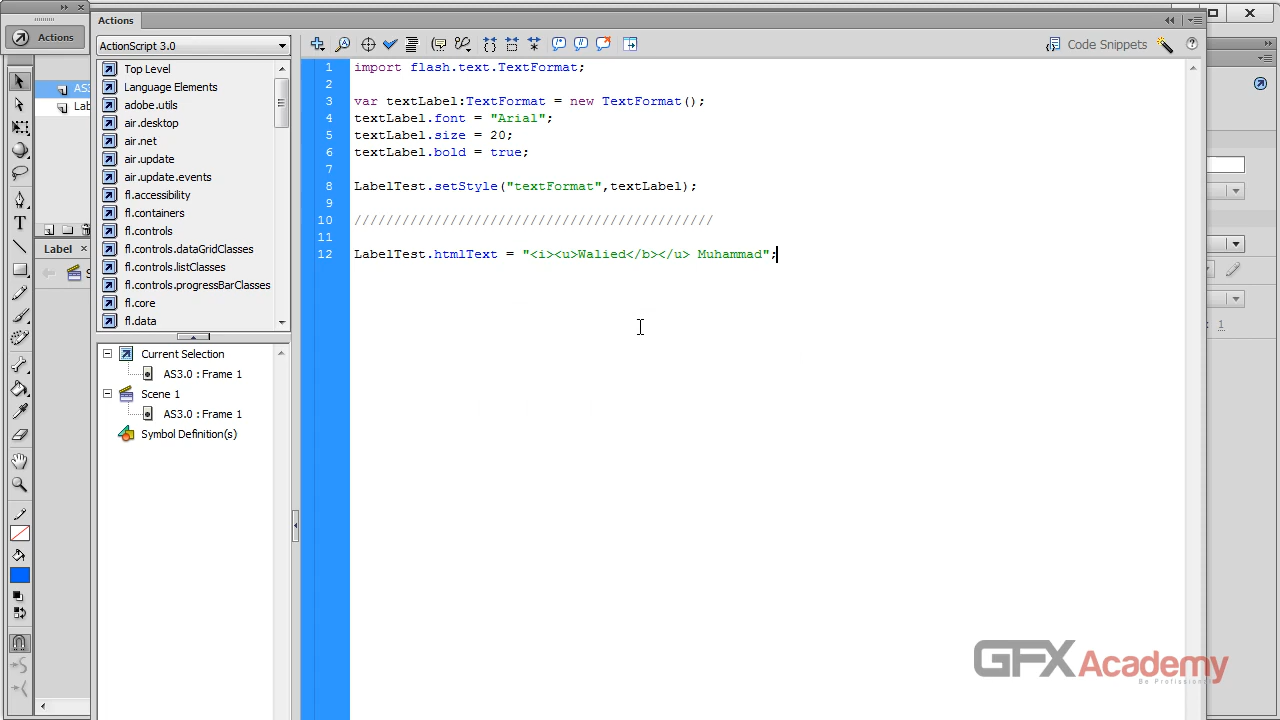 Actions
Actions
ActionScript 3.0
Code Snippets
Top Level
Language Elements
adobe.utils
air.desktop
air.net
air.update
air.update.events
fl.accessibility
fl.containers
fl.controls
fl.controls.dataGridClasses
fl.controls.listClasses
fl.controls.progressBarClasses
fl.core
fl.data
AS3
Lab
Label
S
Current Selection
AS3.0 : Frame 1
Scene 1
AS3.0 : Frame 1
Symbol Definition(s)
1 import flash.text.TextFormat;
2
3 var textLabel:TextFormat = new TextFormat();
4 textLabel.font = "Arial";
5 textLabel.size = 20;
6 textLabel.bold = true;
7
8 LabelTest.setStyle("textFormat",textLabel);
9
10 /////////////////////////////////////////////
11
12 LabelTest.htmlText = "<i><u>Walied</b></u> Muhammad";
1
GFX Academy
Be Professional